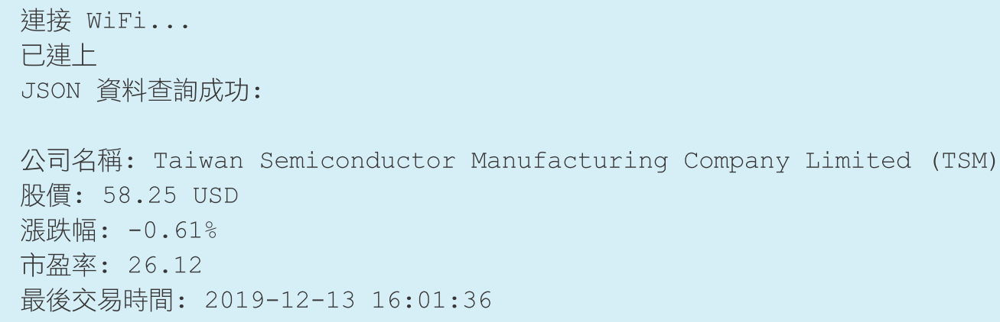 連接 WiFi...
已連上
JSON 資料查詢成功:
公司名稱: Taiwan Semiconductor Manufacturing Company Limited (TSM)
股價: 58.25 USD
漲跌幅: -0.61%
市盈率: 26.12
最後交易時間: 2019-12-13 16:01:36